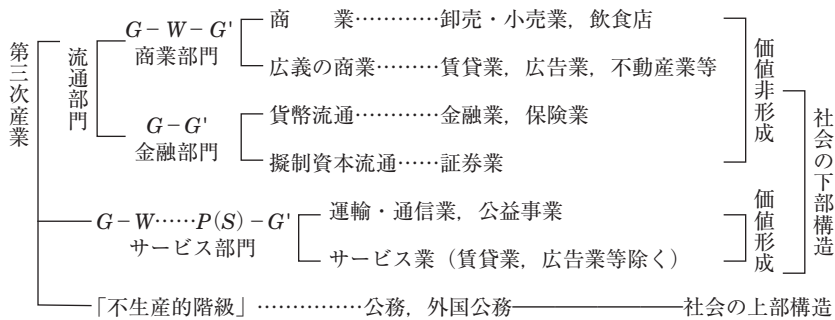 第三次産業
流通部門
G－W－G'
商業部門
商　　業…………卸売・小売業，飲食店
広義の商業………賃貸業，広告業，不動産業等
G－G'
金融部門
貨幣流通…………金融業，保険業
擬制資本流通……証券業
価値非形成
G－W……P(S)－G'
サービス部門
運輸・通信業，公益事業
サービス業（賃貸業，広告業等除く）
価値形成
社会の下部構造
「不生産的階級」……………公務，外国公務
社会の上部構造